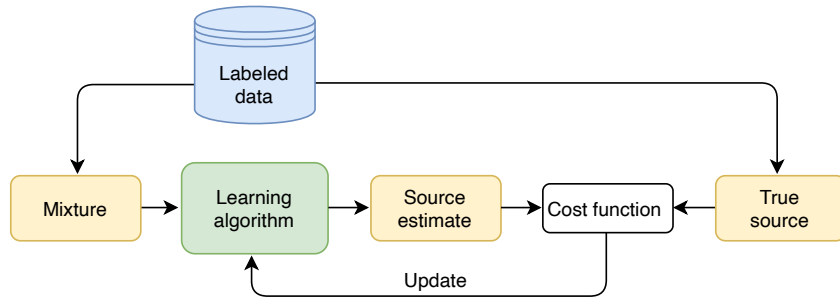 Labeled
data
Mixture
Learning
algorithm
Source
estimate
Cost function
True
source
Update